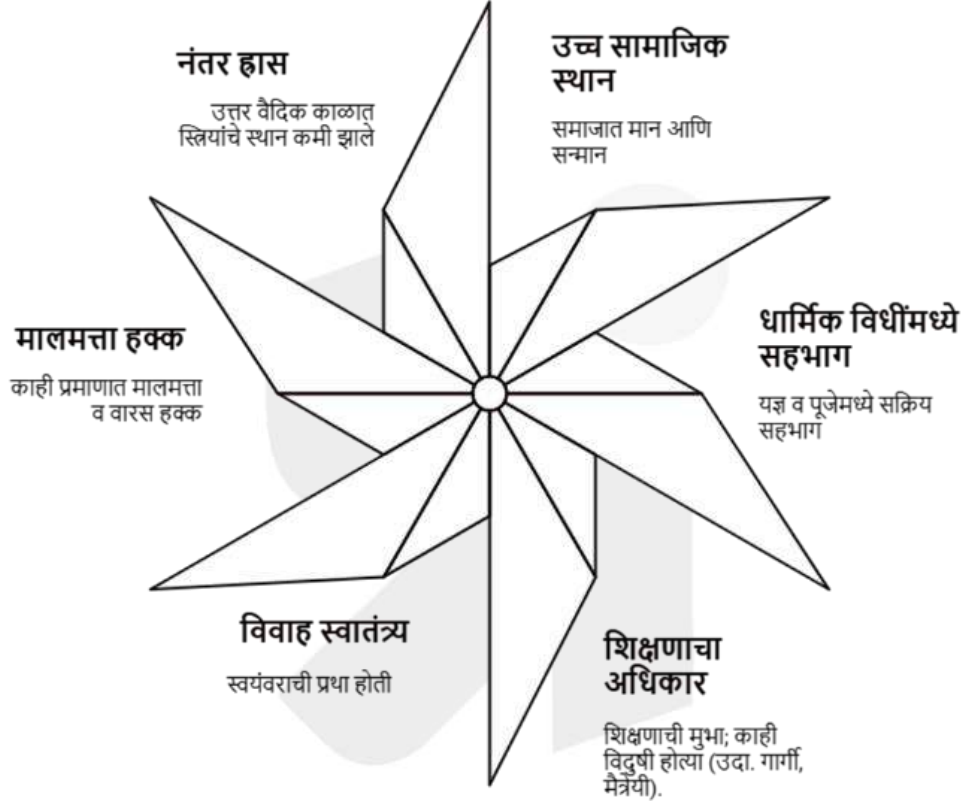 उच्च सामाजिक
स्थान
समाजात मान आणि
सन्मान
धार्मिक विधींमध्ये
सहभाग
यज्ञ व पूजेमध्ये सक्रिय
सहभाग
शिक्षणाचा
अधिकार
शिक्षणाची मुभा; काही
विदुषी होत्या (उदा. गार्गी,
मैत्रेयी).
विवाह स्वातंत्र्य
स्वयंवराची प्रथा होती
मालमत्ता हक्क
काही प्रमाणात मालमत्ता
व वारस हक्क
नंतर ह्रास
उत्तर वैदिक काळात
स्त्रियांचे स्थान कमी झाले